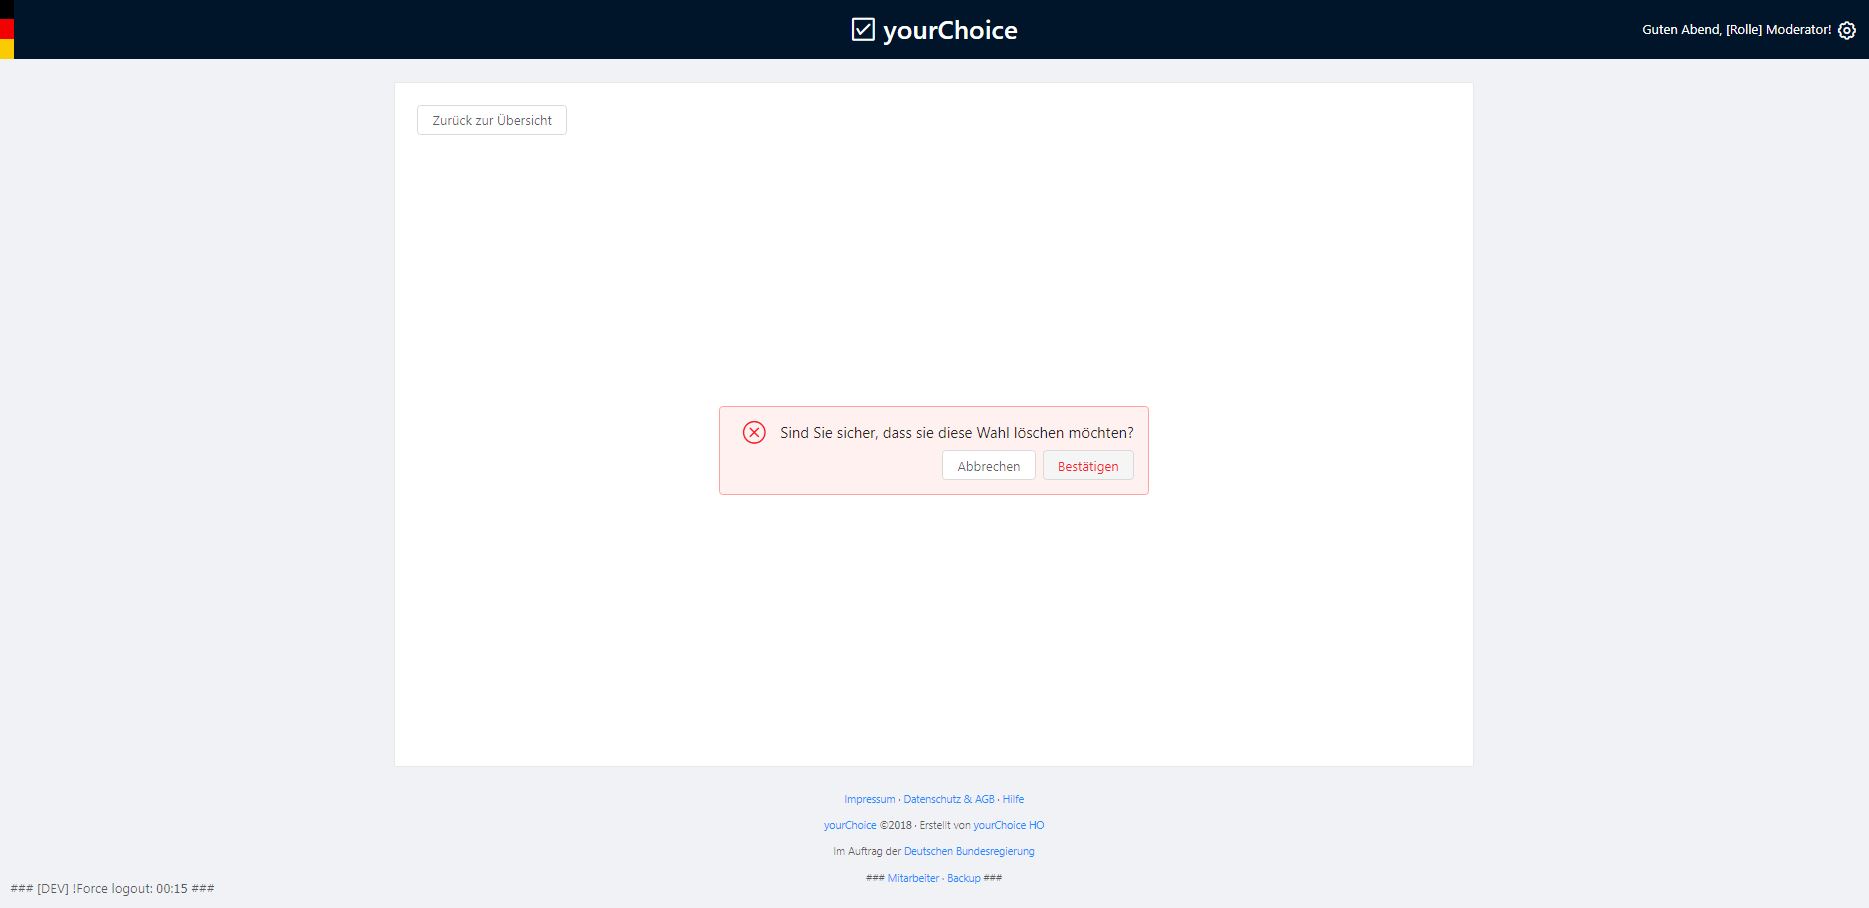 yourChoice
Guten Abend, [Rolle] Moderator!
Zurück zur Übersicht
Sind Sie sicher, dass sie diese Wahl löschen möchten?
Abbrechen Bestätigen
Impressum · Datenschutz & AGB · Hilfe
yourChoice ©2018 · Erstellt von yourChoice HO
Im Auftrag der Deutschen Bundesregierung
### Mitarbeiter · Backup ###
### [DEV] !Force logout: 00:15 ###